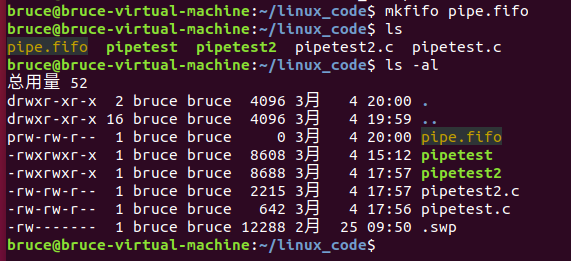 bruce@bruce-virtual-machine:~/linux_code$ mkfifo pipe.fifo
bruce@bruce-virtual-machine:~/linux_code$ ls
pipe.fifo  pipetest  pipetest2  pipetest2.c  pipetest.c
bruce@bruce-virtual-machine:~/linux_code$ ls -al
总用量 52
drwxr-xr-x  2 bruce bruce  4096 3月   4 20:00 .
drwxr-xr-x 16 bruce bruce  4096 3月   4 19:59 ..
prw-rw-r--  1 bruce bruce     0 3月   4 20:00 pipe.fifo
-rwxrwxr-x  1 bruce bruce  8608 3月   4 15:12 pipetest
-rwxrwxr-x  1 bruce bruce  8688 3月   4 17:57 pipetest2
-rw-rw-r--  1 bruce bruce  2215 3月   4 17:57 pipetest2.c
-rw-rw-r--  1 bruce bruce   642 3月   4 17:56 pipetest.c
-rw-------  1 bruce bruce 12288 2月  25 09:50 .swp
bruce@bruce-virtual-machine:~/linux_code$